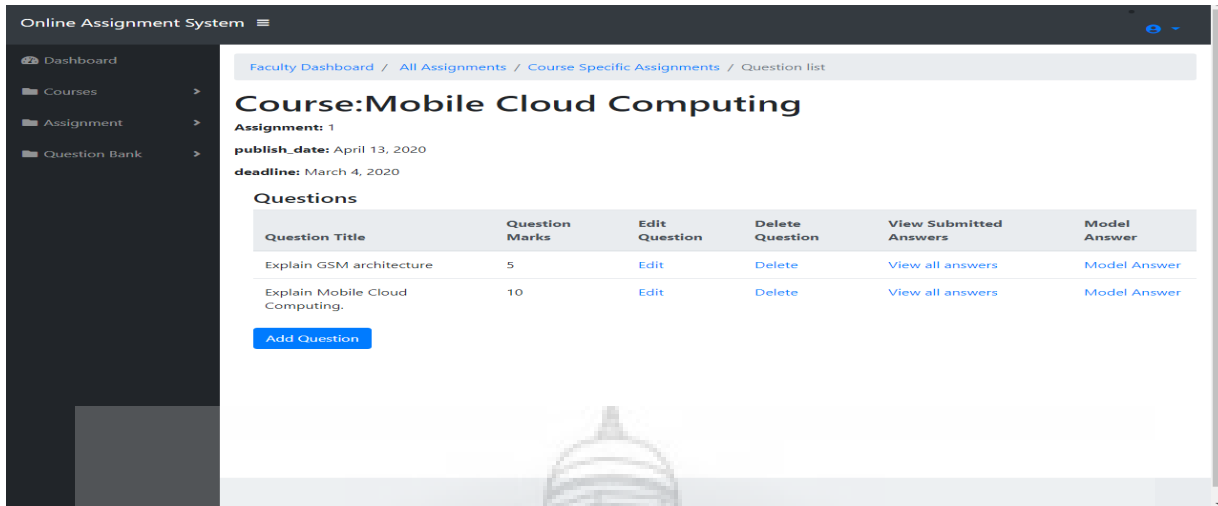 Online Assignment System
Dashboard
Courses
Assignment
Question Bank
Faculty Dashboard / All Assignments / Course Specific Assignments / Question list
Course:Mobile Cloud Computing
Assignment: 1
publish_date: April 13, 2020
deadline: March 4, 2020
Questions
Question Title Question Marks Edit Question Delete Question View Submitted Answers Model Answer
Explain GSM architecture 5 Edit Delete View all answers Model Answer
Explain Mobile Cloud Computing. 10 Edit Delete View all answers Model Answer
Add Question